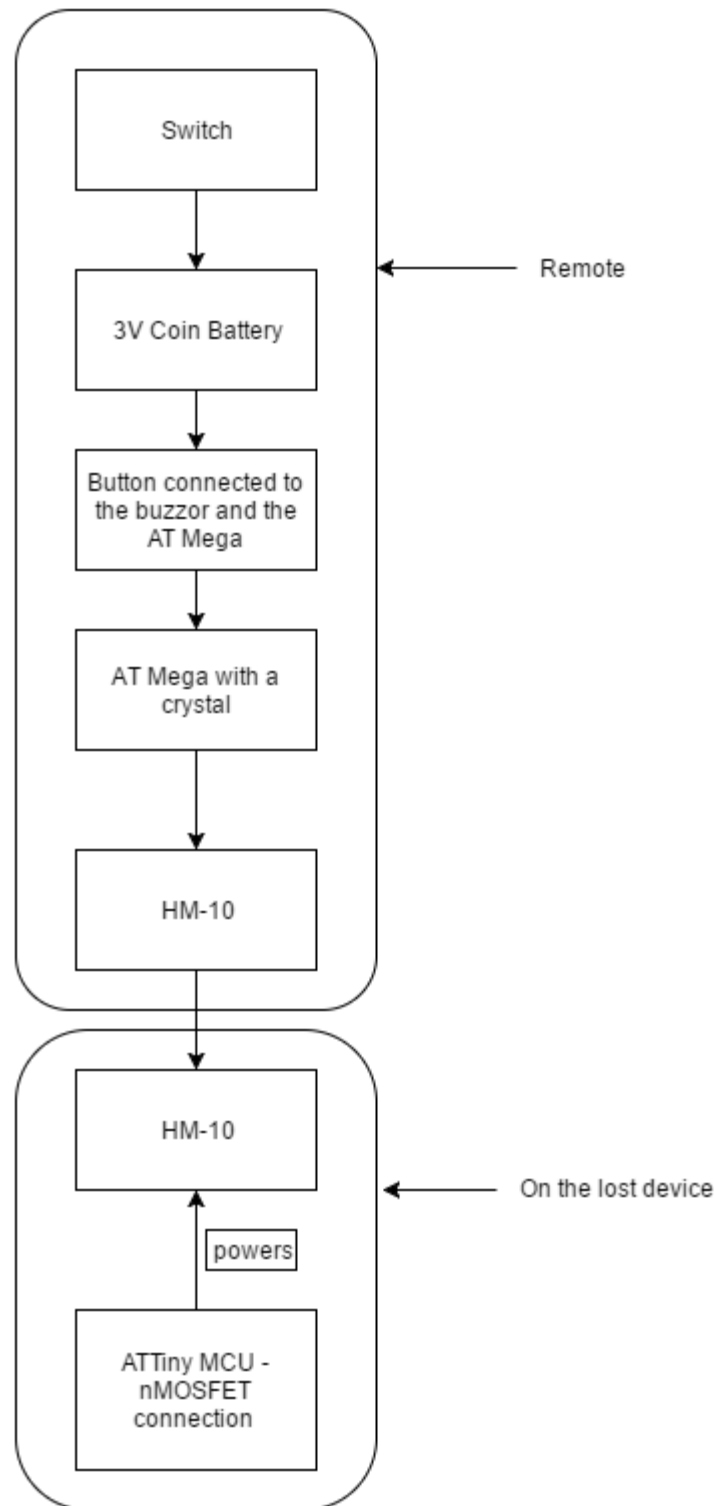 Switch
3V Coin Battery
Remote
Button connected to
the buzzor and the
AT Mega
AT Mega with a
crystal
HM-10
HM-10
On the lost device
powers
ATTiny MCU -
nMOSFET
connection